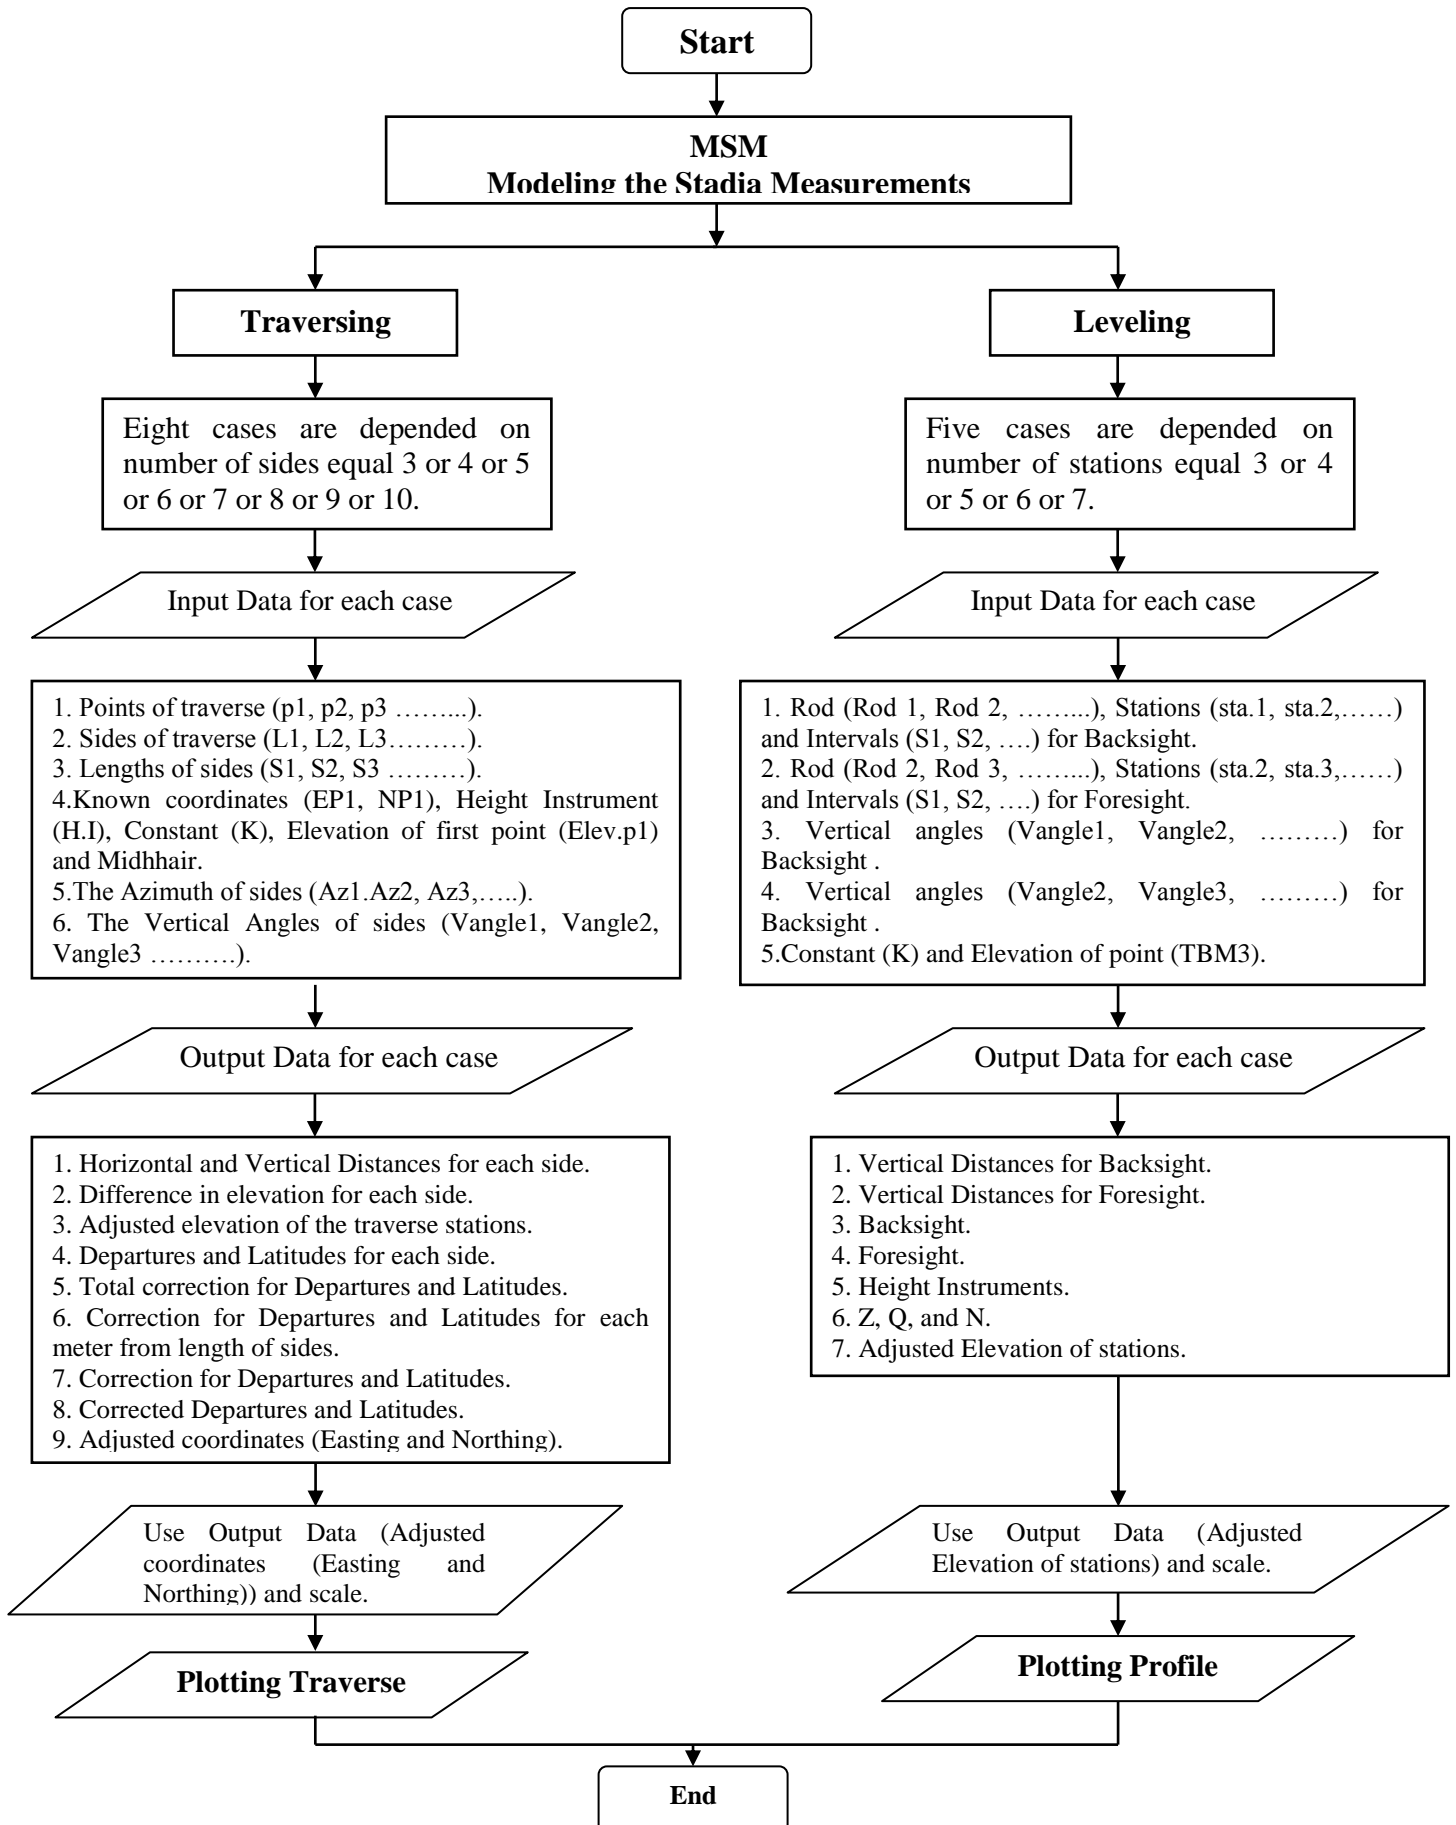 Start
MSM
Modeling the Stadia Measurements
Traversing
Eight cases are depended on
number of sides equal 3 or 4 or 5
or 6 or 7 or 8 or 9 or 10.
Input Data for each case
1. Points of traverse (p1, p2, p3 ……...).
2. Sides of traverse (L1, L2, L3………).
3. Lengths of sides (S1, S2, S3 ………).
4.Known coordinates (EP1, NP1), Height Instrument
(H.I), Constant (K), Elevation of first point (Elev.p1)
and Midhhair.
5.The Azimuth of sides (Az1.Az2, Az3,…..).
6. The Vertical Angles of sides (Vangle1, Vangle2,
Vangle3 ……….).
Output Data for each case
1. Horizontal and Vertical Distances for each side.
2. Difference in elevation for each side.
3. Adjusted elevation of the traverse stations.
4. Departures and Latitudes for each side.
5. Total correction for Departures and Latitudes.
6. Correction for Departures and Latitudes for each
meter from length of sides.
7. Correction for Departures and Latitudes.
8. Corrected Departures and Latitudes.
9. Adjusted coordinates (Easting and Northing).
Use Output Data (Adjusted
coordinates (Easting and
Northing)) and scale.
Plotting Traverse
Leveling
Five cases are depended on
number of stations equal 3 or 4
or 5 or 6 or 7.
Input Data for each case
1. Rod (Rod 1, Rod 2, ……...), Stations (sta.1, sta.2,……)
and Intervals (S1, S2, ….) for Backsight.
2. Rod (Rod 2, Rod 3, ……...), Stations (sta.2, sta.3,……)
and Intervals (S1, S2, ….) for Foresight.
3. Vertical angles (Vangle1, Vangle2, ………) for
Backsight .
4. Vertical angles (Vangle2, Vangle3, ………) for
Backsight .
5.Constant (K) and Elevation of point (TBM3).
Output Data for each case
1. Vertical Distances for Backsight.
2. Vertical Distances for Foresight.
3. Backsight.
4. Foresight.
5. Height Instruments.
6. Z, Q, and N.
7. Adjusted Elevation of stations.
Use Output Data (Adjusted
Elevation of stations) and scale.
Plotting Profile
End